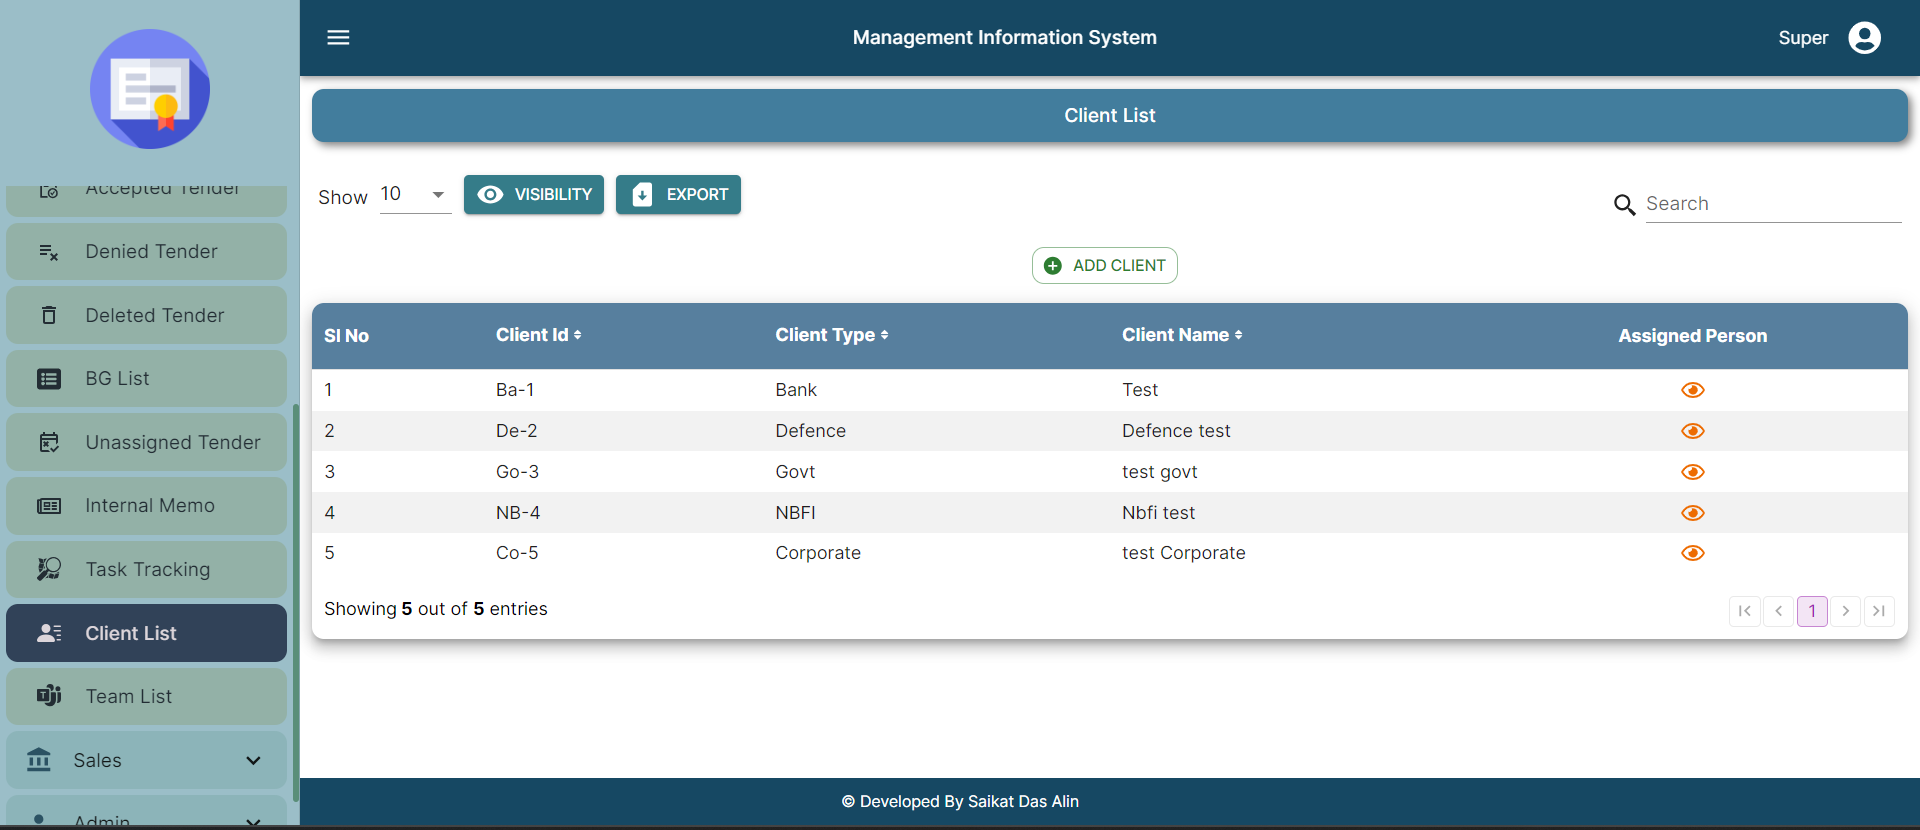 Management Information System
Super
Client List
Accepted Tender
Denied Tender
Deleted Tender
BG List
Unassigned Tender
Internal Memo
Task Tracking
Client List
Team List
Sales
Admin
Show 10 VISIBILITY EXPORT
Search
ADD CLIENT
Sl No Client Id Client Type Client Name Assigned Person
1 Ba-1 Bank Test
2 De-2 Defence Defence test
3 Go-3 Govt test govt
4 NB-4 NBFI Nbfi test
5 Co-5 Corporate test Corporate
Showing 5 out of 5 entries
1
© Developed By Saikat Das Alin